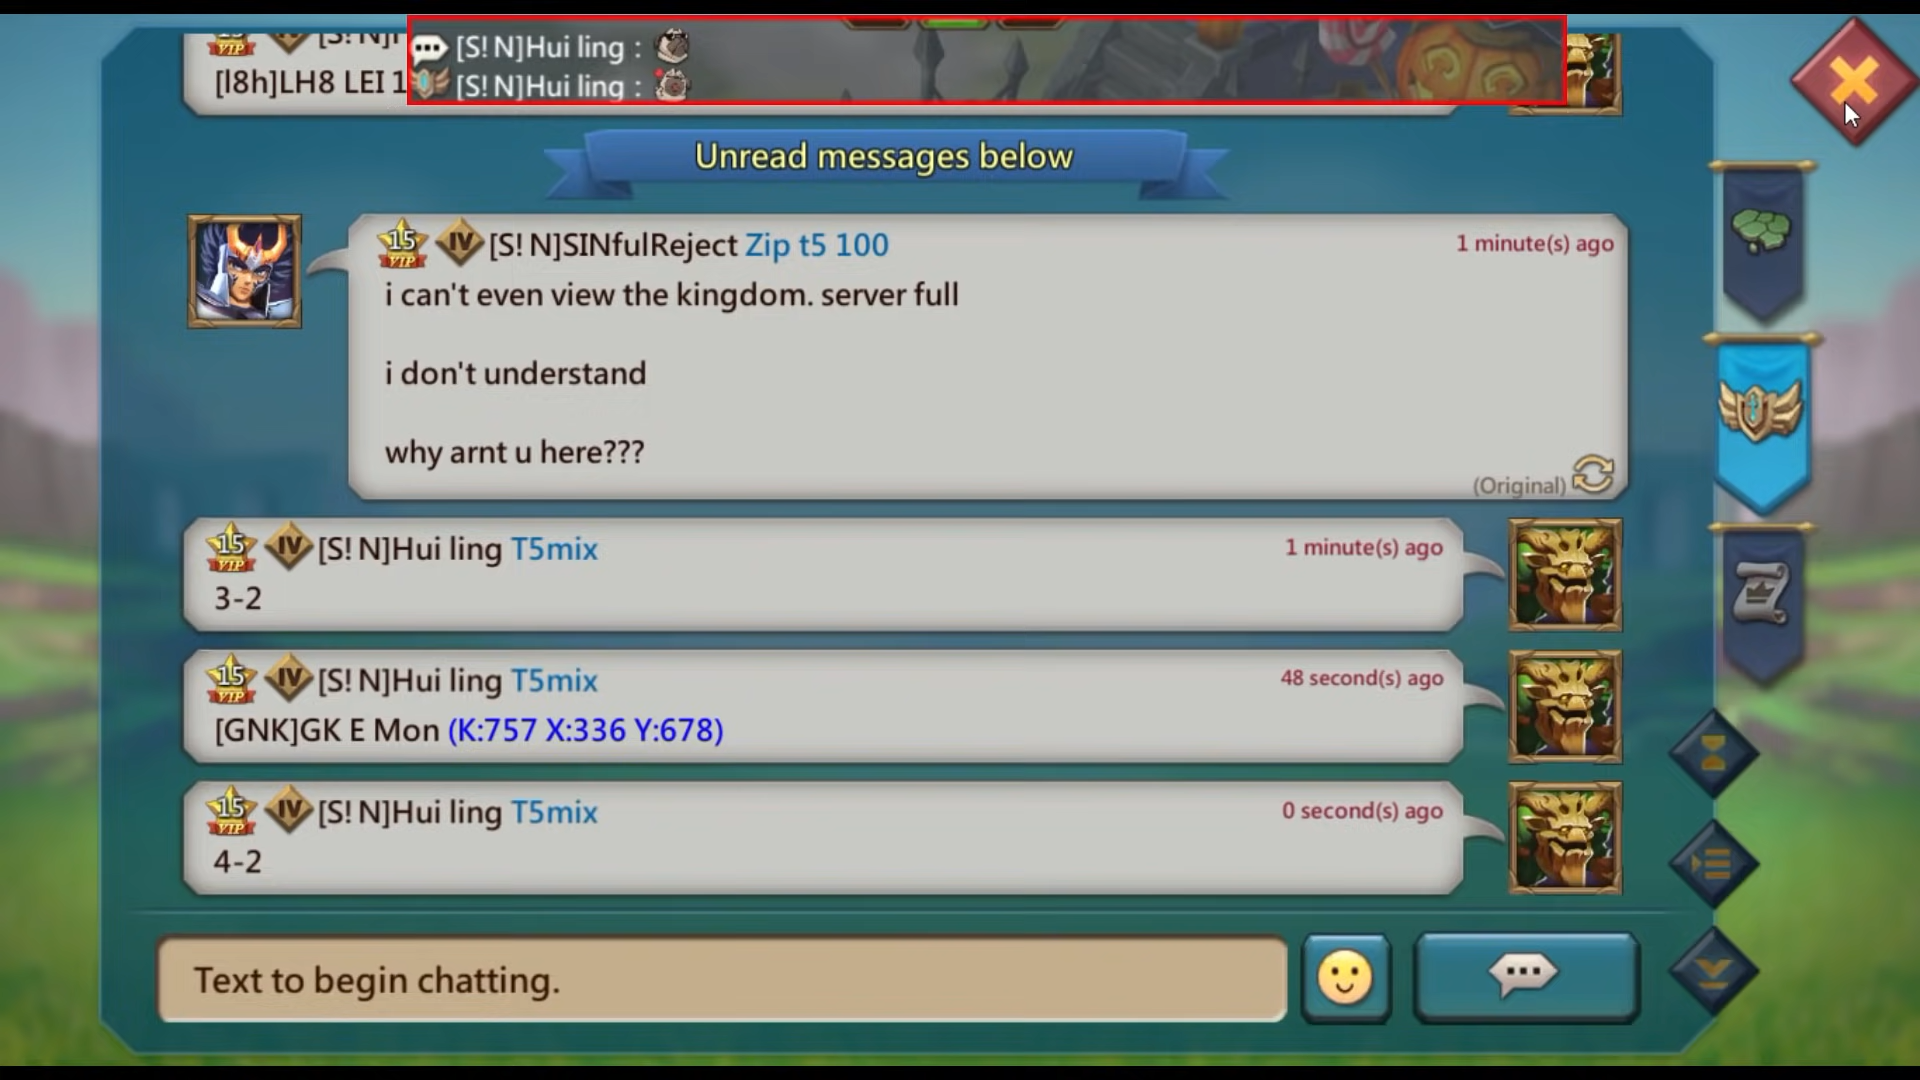 [S! N]Hui ling :
[l8h]LH8 LEI 1
[S! N]Hui ling :
Unread messages below
15 VIP IV [S! N]SINfulReject Zip t5 100 1 minute(s) ago
i can't even view the kingdom. server full
i don't understand
why arnt u here???
(Original)
15 VIP IV [S! N]Hui ling T5mix 1 minute(s) ago
3-2
15 VIP IV [S! N]Hui ling T5mix 48 second(s) ago
[GNK]GK E Mon (K:757 X:336 Y:678)
15 VIP IV [S! N]Hui ling T5mix 0 second(s) ago
4-2
Text to begin chatting.